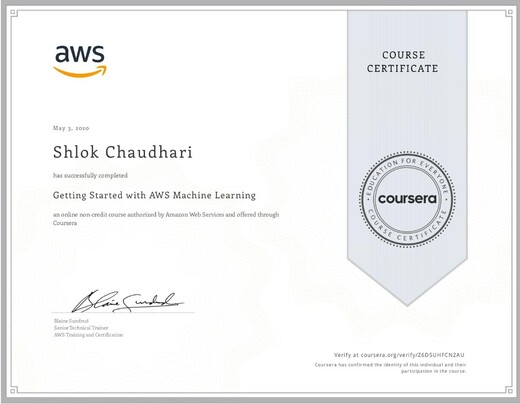 aws
COURSE
CERTIFICATE
May 3, 2020
Shlok Chaudhari
has successfully completed
Getting Started with AWS Machine Learning
an online non-credit course authorized by Amazon Web Services and offered through
Coursera
EDUCATION FOR EVERYONE
coursera
COURSE CERTIFICATE
Blaine Sundrud
Senior Technical Trainer
AWS Training and Certification
Verify at coursera.org/verify/Z6DSUHFCN2AU
Coursera has confirmed the identity of this individual and their
participation in the course.